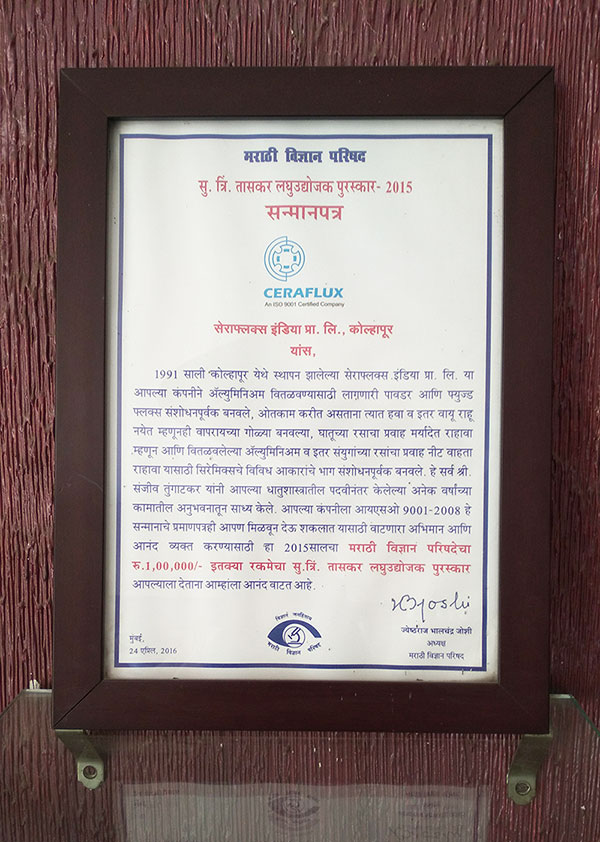 मराठी विज्ञान परिषद
सु. त्रिं. तासकर लघुउद्योजक पुरस्कार- 2015
सन्मानपत्र
CERAFLUX
An ISO 9001 Certified Company
सेराफ्लक्स इंडिया प्रा. लि., कोल्हापूर
यांस,
1991 साली कोल्हापूर येथे स्थापन झालेल्या सेराफ्लक्स इंडिया प्रा. लि. या
आपल्या कंपनीने ॲल्युमिनिअम वितळवण्यासाठी लागणारी पावडर आणि फ्युज्ड
फ्लक्स संशोधनपूर्वक बनवले, ओतकाम करीत असताना त्यात हवा व इतर वायू राहू
नयेत म्हणूनही वापरायच्या गोळ्या बनवल्या, धातूच्या रसाचा प्रवाह मर्यादेत राहावा
म्हणून आणि वितळवलेल्या ॲल्युमिनिअम व इतर संयुगांच्या रसांचा प्रवाह नीट वाहता
राहावा यासाठी सिरॅमिक्सचे विविध आकारांचे भाग संशोधनपूर्वक बनवले. हे सर्व श्री.
संजीव तुंगाटकर यांनी आपल्या धातुशास्त्रातील पदवीनंतर केलेल्या अनेक वर्षांच्या
कामातील अनुभवनातून साध्य केले. आपल्या कंपनीला आयएसओ 9001-2008 हे
सन्मानाचे प्रमाणपत्रही आपण मिळवून देऊ शकलात यासाठी वाटणारा अभिमान आणि
आनंद व्यक्त करण्यासाठी हा 2015सालचा मराठी विज्ञान परिषदेचा
रु.1,00,000/- इतक्या रकमेचा सु.त्रिं. तासकर लघुउद्योजक पुरस्कार
आपल्याला देताना आम्हांला आनंद वाटत आहे.
ज्येष्ठराज भालचंद्र जोशी
अध्यक्ष
मराठी विज्ञान परिषद
विज्ञानं जनहिताय
मराठी विज्ञान परिषद
मुंबई,
24 एप्रिल, 2016